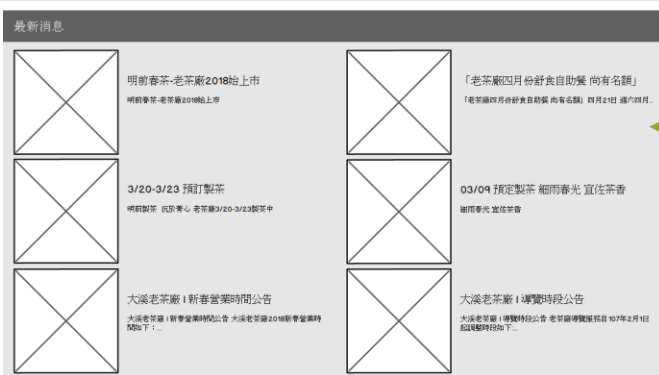 最新消息
明前春茶-老茶廠2018始上市
明前春茶-老茶廠2018始上市
「老茶廠四月份舒食自助餐 尚有名額」
「老茶廠四月份舒食自助餐 尚有名額」 四月21日 週六四月...
3/20-3/23 預訂製茶
明前製茶 沉於菁心 老茶廠3/20-3/23製茶中
03/09 預定製茶 細雨春光 宜佐茶香
細雨春光 宜佐茶香
大溪老茶廠 I 新春營業時間公告
大溪老茶廠 I 新春營業時間公告 大溪老茶廠2018新春營業時
間如下：...
大溪老茶廠 I 導覽時段公告
大溪老茶廠 I 導覽時段公告 老茶廠導覽服務自107年2月1日
起調整時段如下...